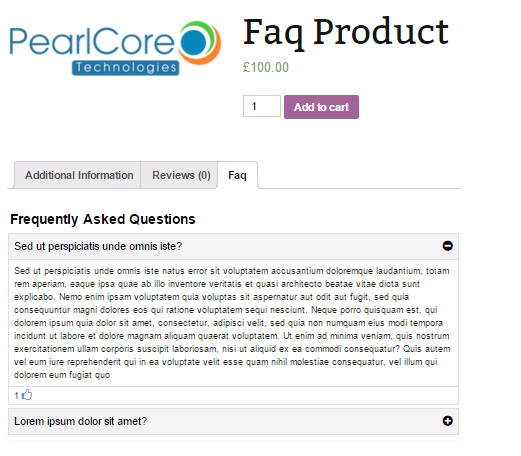 PearlCore
Technologies
Faq Product
£100.00
1
Add to cart
Additional Information
Reviews (0)
Faq
Frequently Asked Questions
Sed ut perspiciatis unde omnis iste?
Sed ut perspiciatis unde omnis iste natus error sit voluptatem accusantium doloremque laudantium, totam
rem aperiam, eaque ipsa quae ab illo inventore veritatis et quasi architecto beatae vitae dicta sunt
explicabo. Nemo enim ipsam voluptatem quia voluptas sit aspernatur aut odit aut fugit, sed quia
consequuntur magni dolores eos qui ratione voluptatem sequi nesciunt. Neque porro quisquam est, qui
dolorem ipsum quia dolor sit amet, consectetur, adipisci velit, sed quia non numquam eius modi tempora
incidunt ut labore et dolore magnam aliquam quaerat voluptatem. Ut enim ad minima veniam, quis nostrum
exercitationem ullam corporis suscipit laboriosam, nisi ut aliquid ex ea commodi consequatur? Quis autem
vel eum iure reprehenderit qui in ea voluptate velit esse quam nihil molestiae consequatur, vel illum qui
dolorem eum fugiat quo
1
Lorem ipsum dolor sit amet?